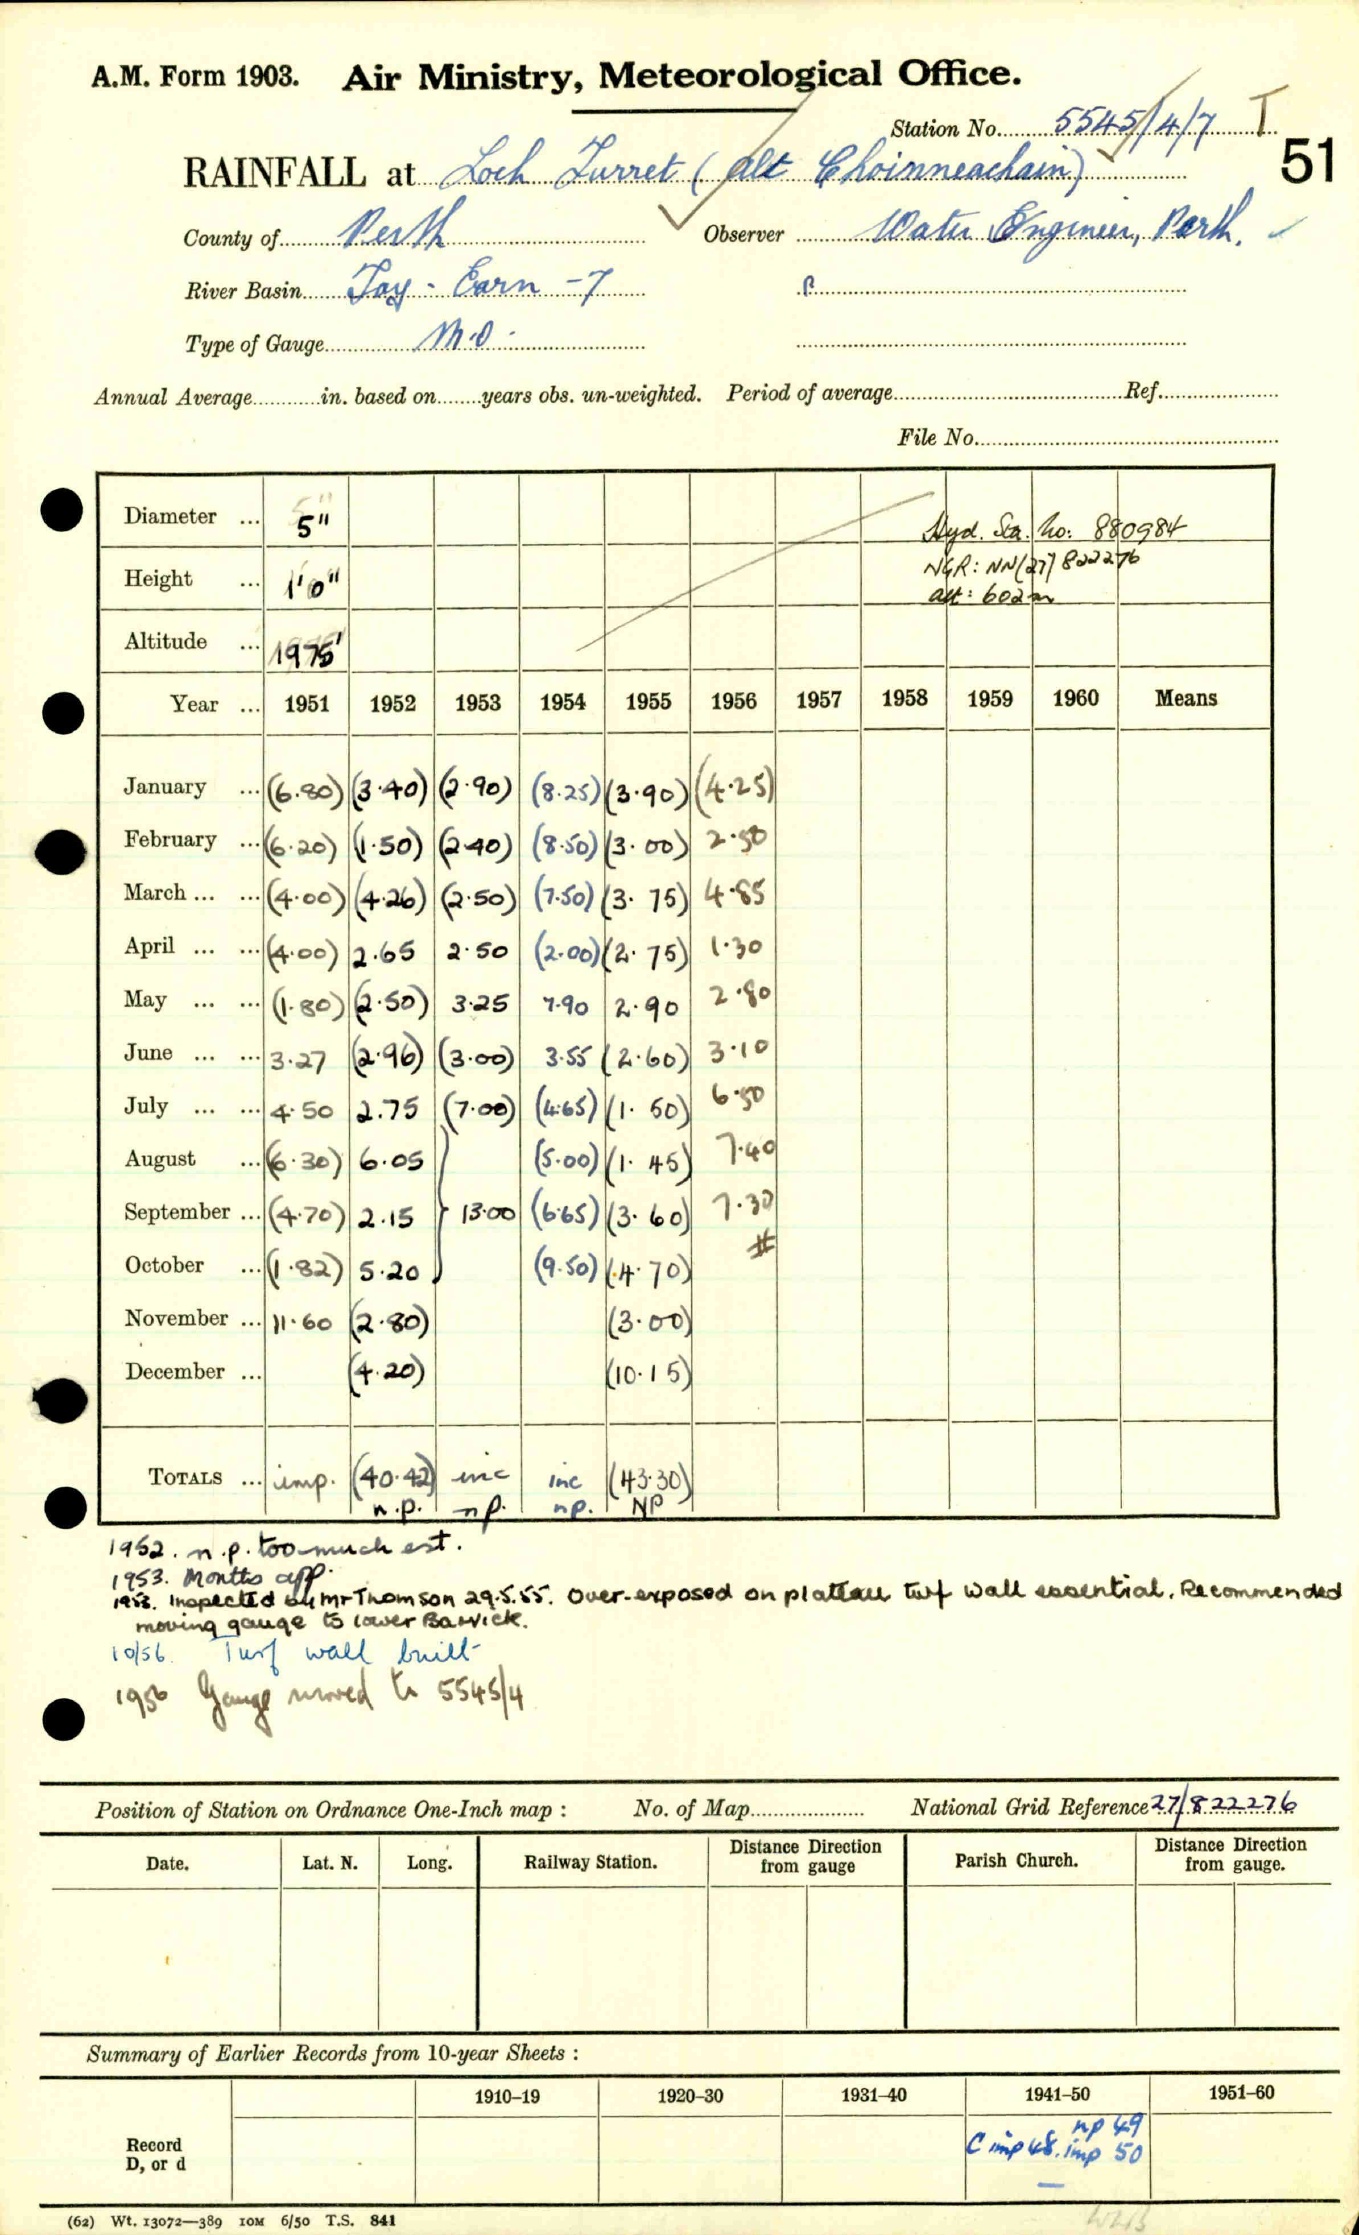 A.M. Form 1903. Air Ministry, Meteorological Office.
Station No. 5545/4/7 T
51
RAINFALL at Loch Turret (Alt Choinneachain)
County of Perth Observer Water Engineer, Perth.
River Basin Tay - Earn - 7
Type of Gauge M.O.
Annual Average in. based on years obs. un-weighted. Period of average Ref.
File No.
Diameter ... 5"
Hyd. Sta. No: 880984
Height ... 1'0"
NGR: NN(27) 822276
alt: 602m
Altitude ... 1975'
Year ... 1951 1952 1953 1954 1955 1956 1957 1958 1959 1960 Means
January ... (6.80) (3.40) (2.90) (8.25) (3.90) (4.25)
February ... (6.20) (1.50) (2.40) (8.50) (3.00) 2.50
March ... ... (4.00) (4.26) (2.50) (7.50) (3.75) 4.85
April ... ... (4.00) 2.65 2.50 (2.00) (2.75) 1.30
May ... ... (1.80) (2.50) 3.25 7.90 2.90 2.80
June ... ... 3.27 (2.96) (3.00) 3.55 (2.60) 3.10
July ... ... 4.50 2.75 (7.00) (4.65) (1.50) 6.50
August ... (6.30) 6.05 (5.00) (1.45) 7.40
September ... (4.70) 2.15 } 13.00 (6.65) (3.60) 7.30
October ... (1.82) 5.20 (9.50) (4.70) #
November ... 11.60 (2.80) (3.00)
December ... (4.20) (10.15)
TOTALS ... imp. (40.42) inc inc (43.30)
n.p. np. np. NP
1952. n.p. too much est.
1953. Months app.
1955. Inspected by Mr Thomson 29.5.55. Over-exposed on plateau turf wall essential. Recommended
moving gauge to lower Barvick.
10/56 Turf wall built
1956 Gauge moved to 5545/4
Position of Station on Ordnance One-Inch map : No. of Map National Grid Reference 27/822276
Date. Lat. N. Long. Railway Station. Distance from gauge Direction Parish Church. Distance from gauge. Direction
Summary of Earlier Records from 10-year Sheets :
1910–19 1920–30 1931–40 1941–50 1951–60
np 49
Record C imp 48. imp 50
D, or d
(62) Wt. 13072—389 10M 6/50 T.S. 841